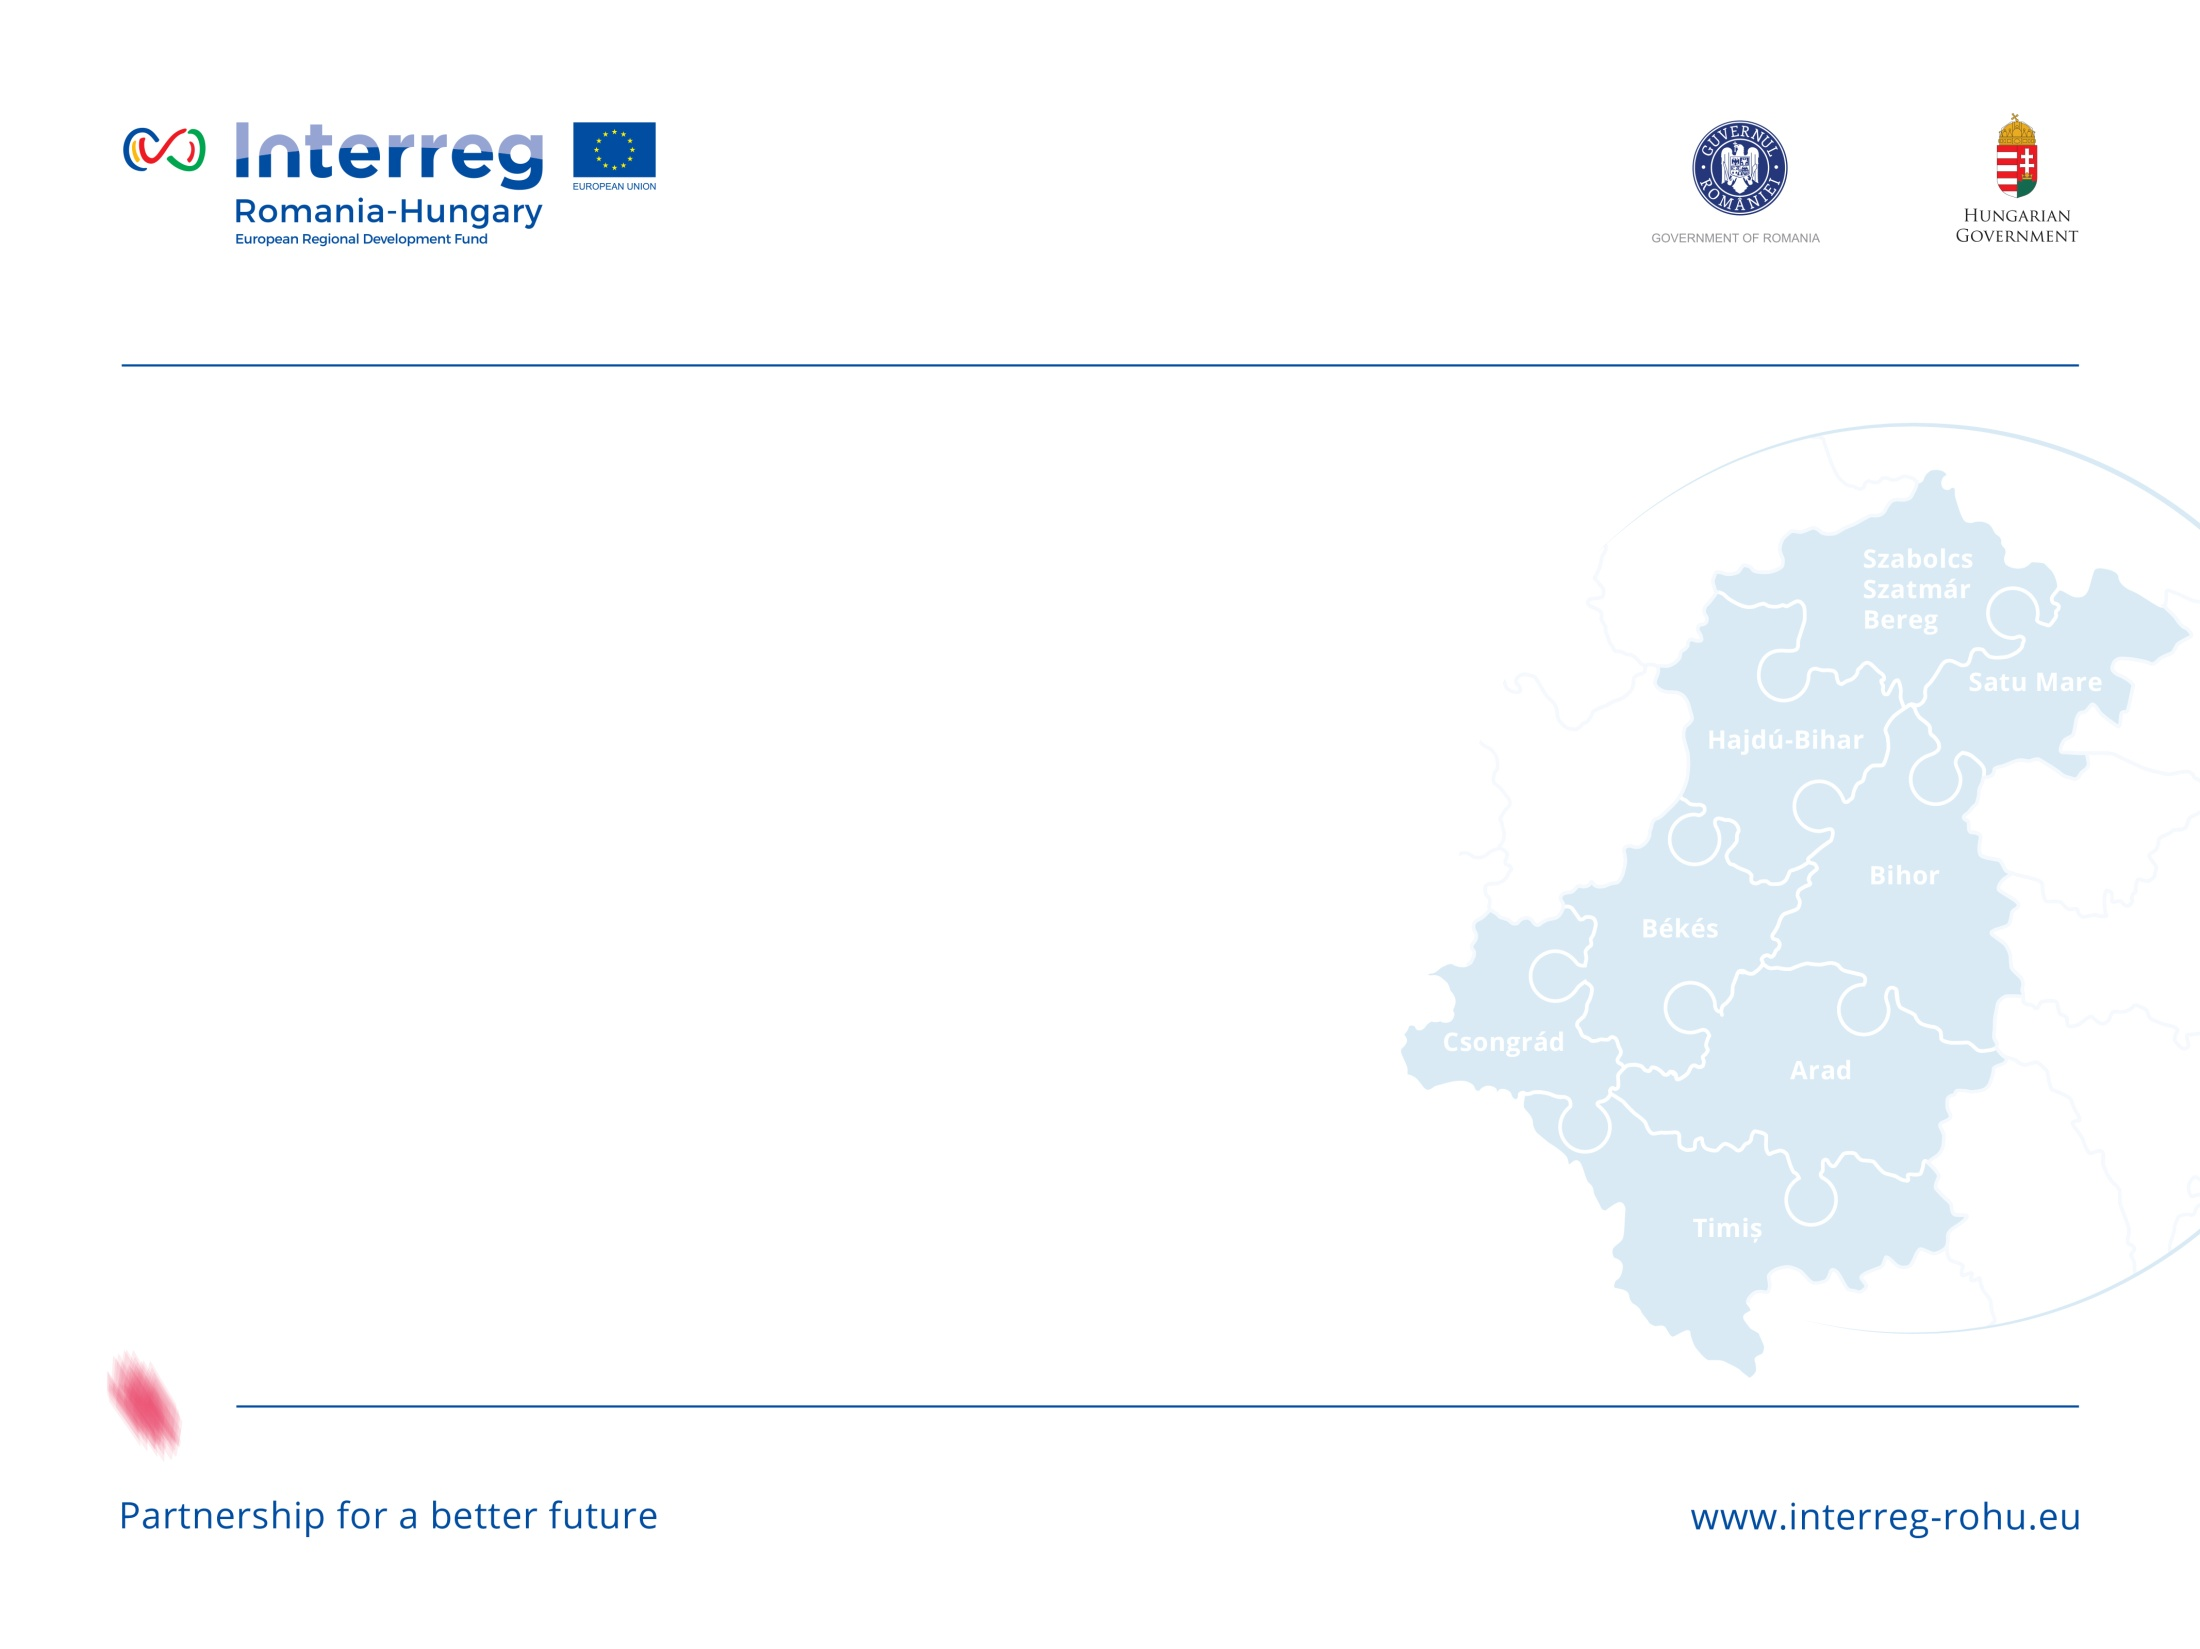 Interreg
EUROPEAN UNION
Romania-Hungary
European Regional Development Fund
GUVERNUL
ROMÂNIEI
GOVERNMENT OF ROMANIA
HUNGARIAN
GOVERNMENT
Szabolcs
Szatmár
Bereg
Satu Mare
Hajdú-Bihar
Bihor
Békés
Csongrád
Arad
Timiș
Partnership for a better future
www.interreg-rohu.eu